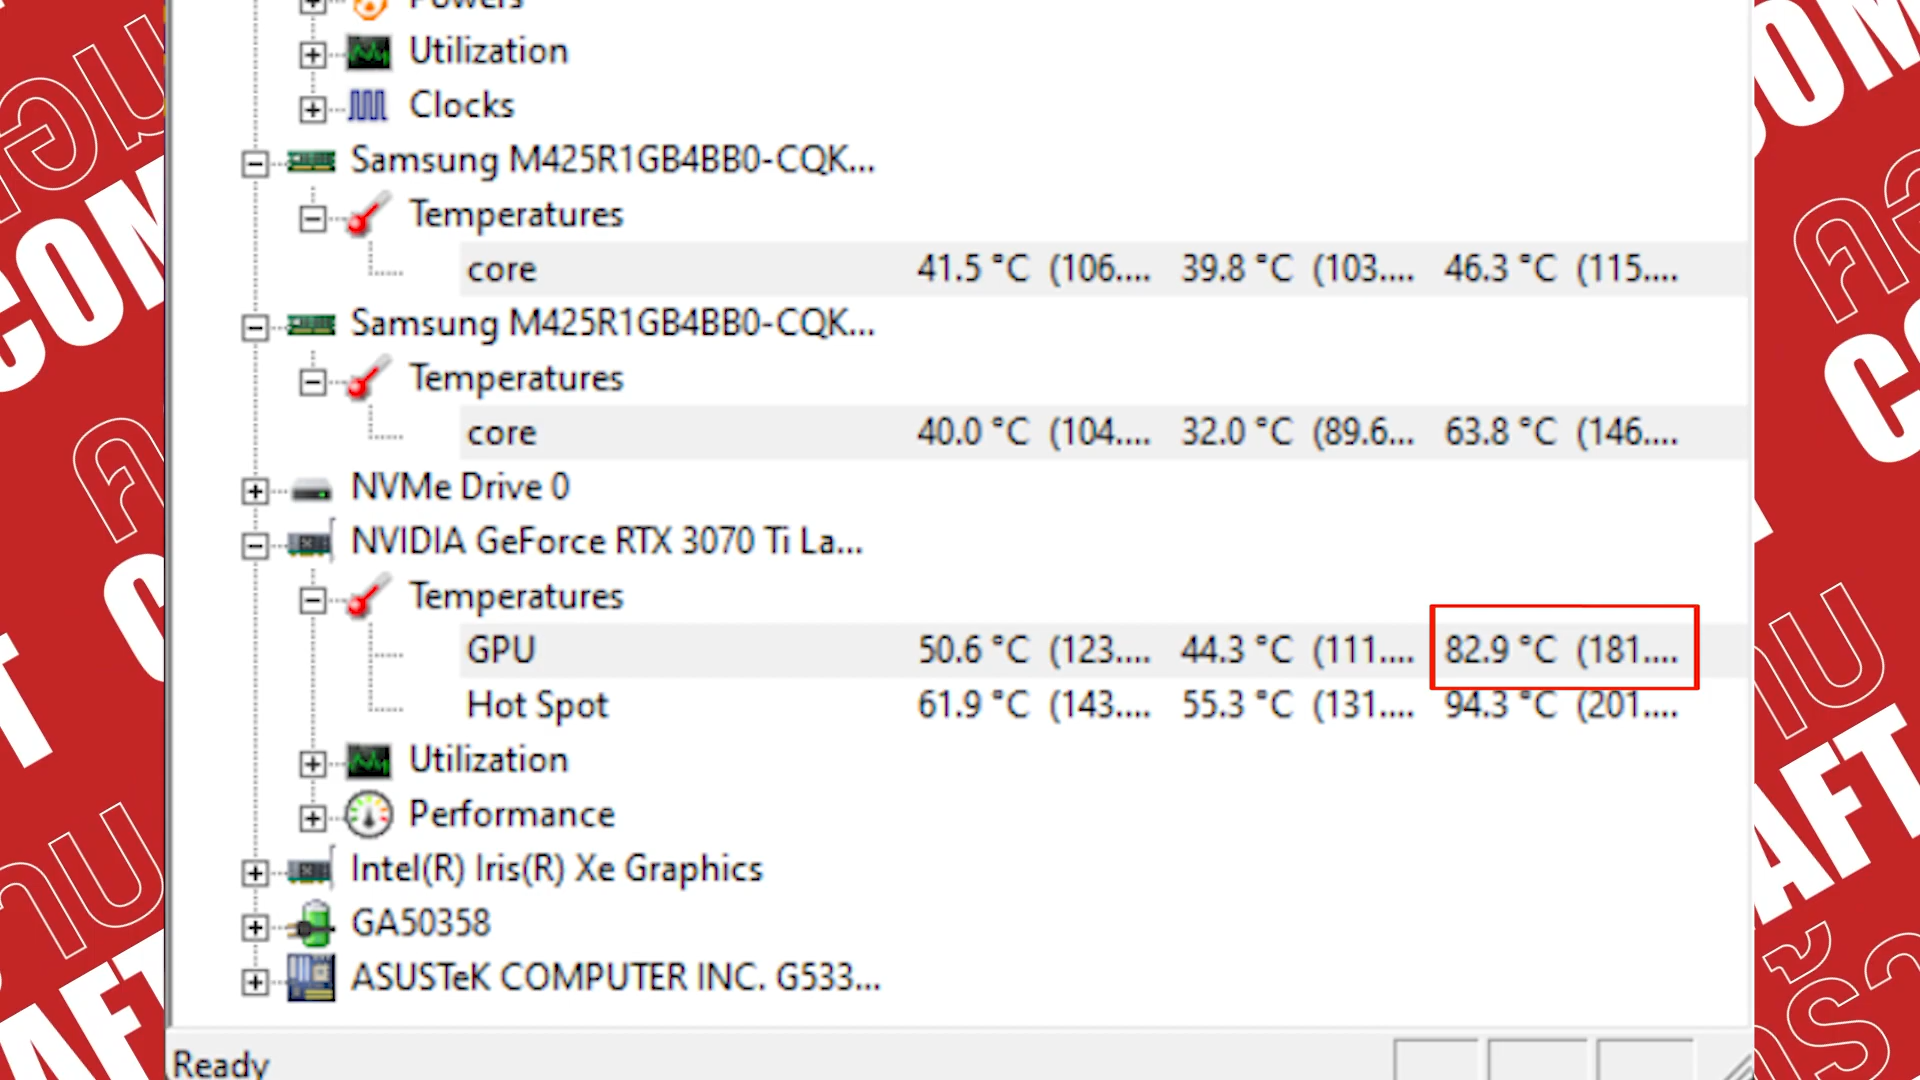 Powers
Utilization
Clocks
Samsung M425R1GB4BB0-CQK...
Temperatures
core 41.5 °C (106.... 39.8 °C (103.... 46.3 °C (115....
Samsung M425R1GB4BB0-CQK...
Temperatures
core 40.0 °C (104.... 32.0 °C (89.6... 63.8 °C (146....
NVMe Drive 0
NVIDIA GeForce RTX 3070 Ti La...
Temperatures
GPU 50.6 °C (123.... 44.3 °C (111.... 82.9 °C (181....
Hot Spot 61.9 °C (143.... 55.3 °C (131.... 94.3 °C (201....
Utilization
Performance
Intel(R) Iris(R) Xe Graphics
GA50358
ASUSTeK COMPUTER INC. G533...
Ready